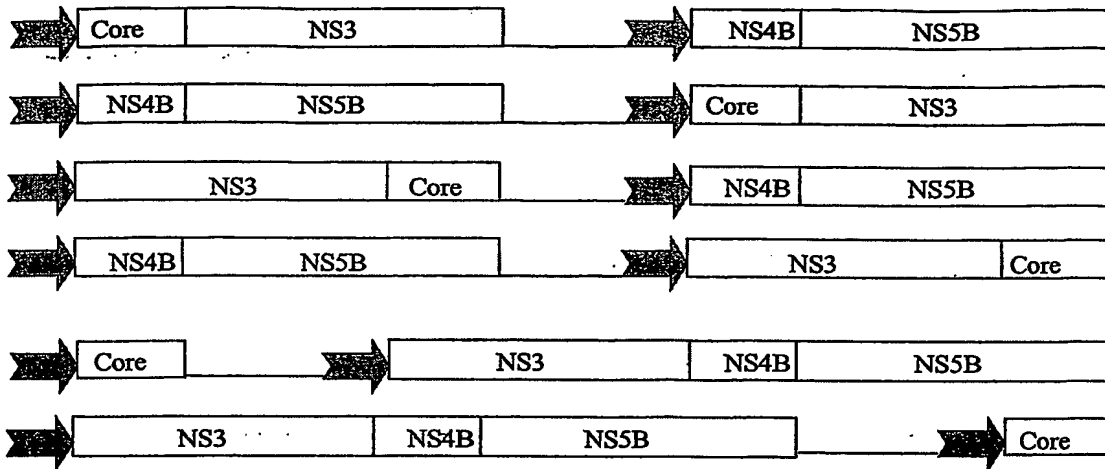 Core NS3 NS4B NS5B
NS4B NS5B Core NS3
NS3 Core NS4B NS5B
NS4B NS5B NS3 Core
Core NS3 NS4B NS5B
NS3 NS4B NS5B Core